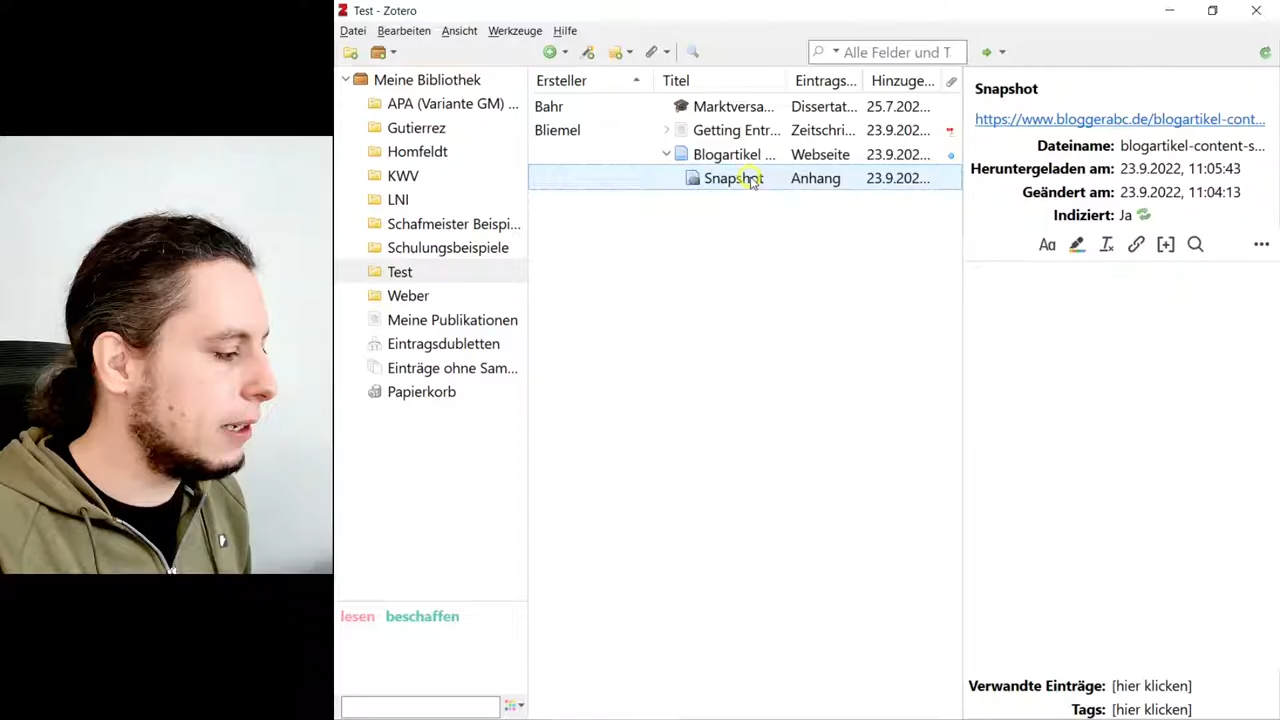 Test - Zotero
Datei Bearbeiten Ansicht Werkzeuge Hilfe
Alle Felder und T
Meine Bibliothek
APA (Variante GM) ...
Gutierrez
Homfeldt
KWV
LNI
Schafmeister Beispi...
Schulungsbeispiele
Test
Weber
Meine Publikationen
Eintragsdubletten
Einträge ohne Sam...
Papierkorb
lesen beschaffen
Ersteller Titel Eintrags... Hinzuge...
Bahr Marktversa... Dissertat... 25.7.202...
Bliemel Getting Entr... Zeitschri... 23.9.202...
Blogartikel ... Webseite 23.9.202...
Snapshot Anhang 23.9.202...
Snapshot
https://www.bloggerabc.de/blogartikel-cont...
Dateiname: blogartikel-content-s...
Heruntergeladen am: 23.9.2022, 11:05:43
Geändert am: 23.9.2022, 11:04:13
Indiziert: Ja
Aa
Verwandte Einträge: [hier klicken]
Tags: [hier klicken]